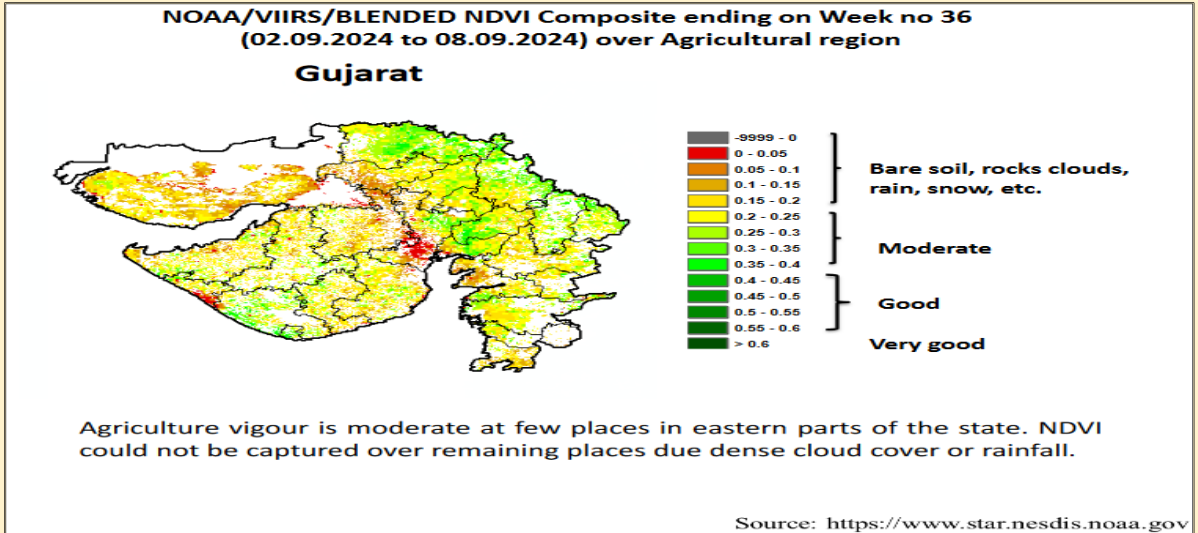 NOAA/VIIRS/BLENDED NDVI Composite ending on Week no 36
(02.09.2024 to 08.09.2024) over Agricultural region
Gujarat
-9999 - 0
0 - 0.05
0.05 - 0.1
0.1 - 0.15
0.15 - 0.2
0.2 - 0.25
0.25 - 0.3
0.3 - 0.35
0.35 - 0.4
0.4 - 0.45
0.45 - 0.5
0.5 - 0.55
0.55 - 0.6
> 0.6
Bare soil, rocks clouds,
rain, snow, etc.
Moderate
Good
Very good
Agriculture vigour is moderate at few places in eastern parts of the state. NDVI
could not be captured over remaining places due dense cloud cover or rainfall.
Source: https://www.star.nesdis.noaa.gov